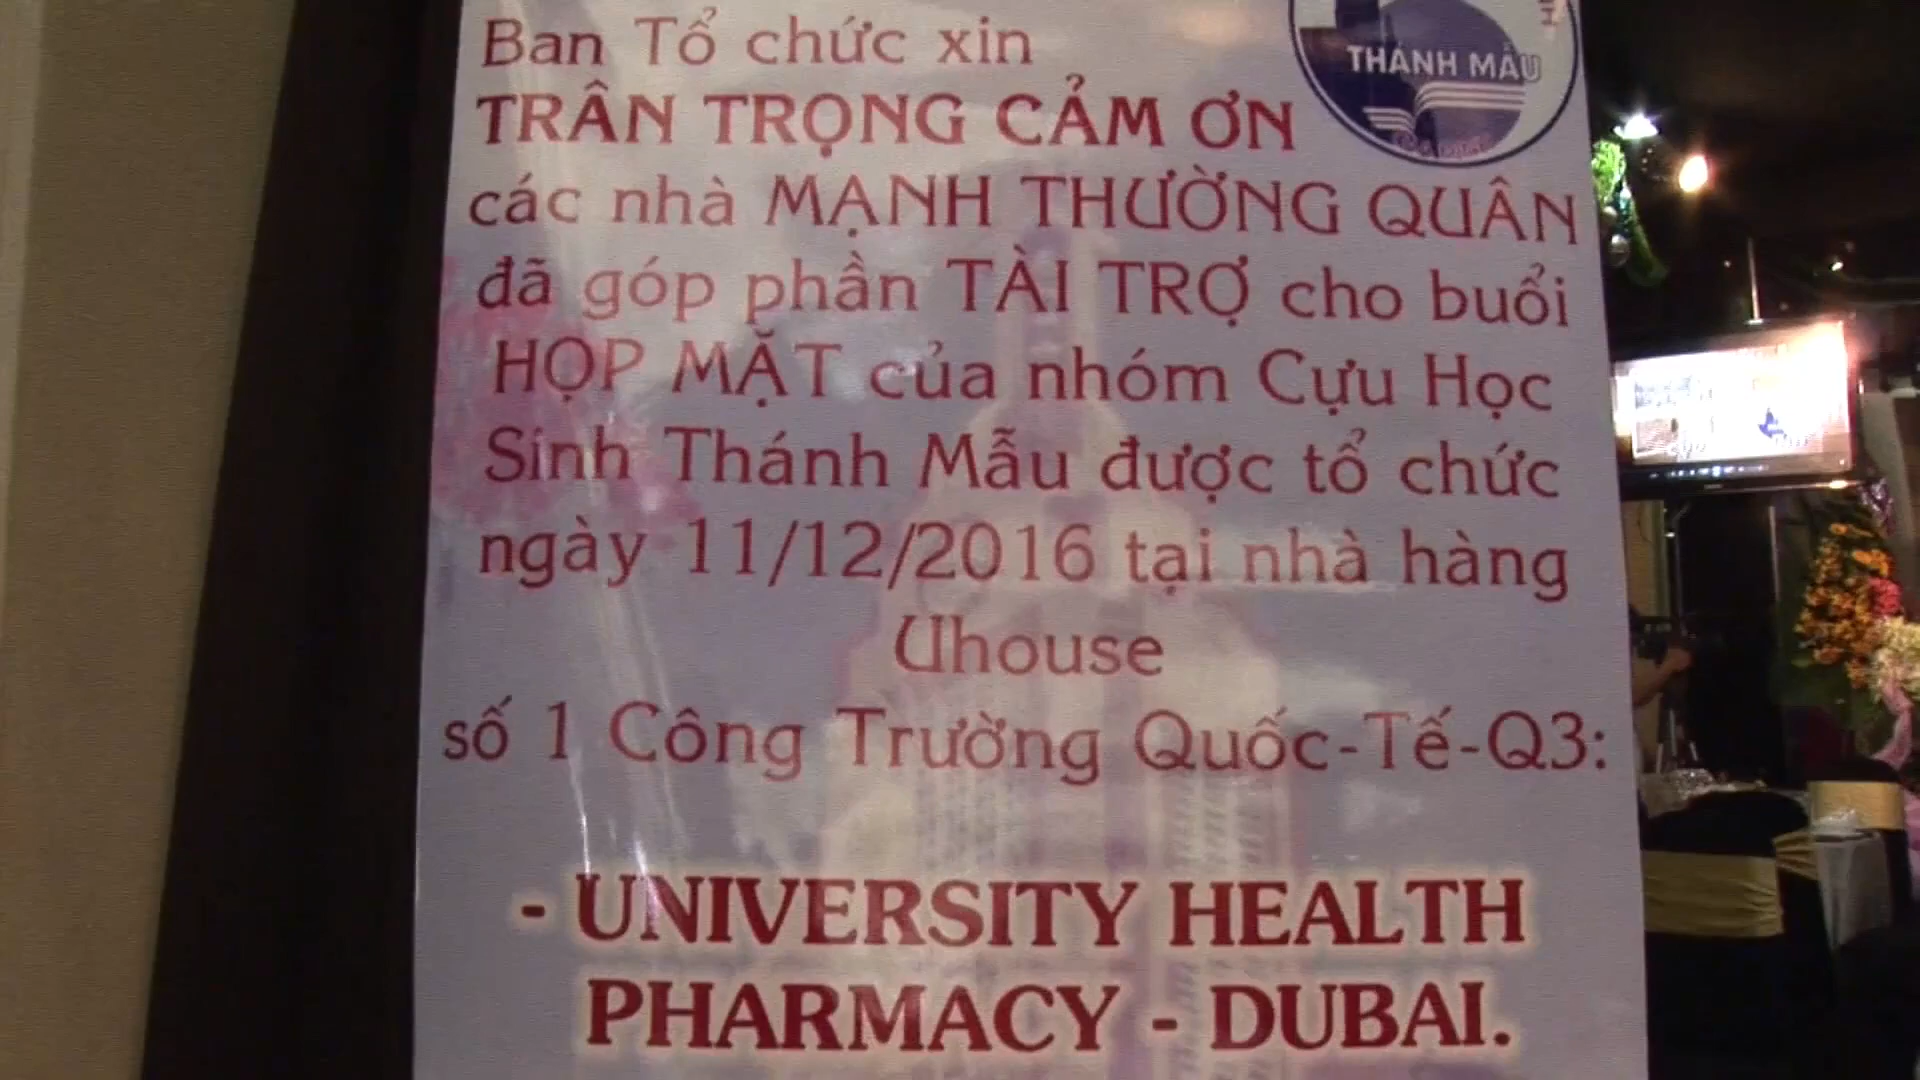 THÁNH MẪU
Ban Tổ chức xin
TRÂN TRỌNG CẢM ƠN
các nhà MẠNH THƯỜNG QUÂN
đã góp phần TÀI TRỢ cho buổi
HỌP MẶT của nhóm Cựu Học
Sinh Thánh Mẫu được tổ chức
ngày 11/12/2016 tại nhà hàng
Uhouse
số 1 Công Trường Quốc-Tế-Q3:
- UNIVERSITY HEALTH
PHARMACY - DUBAI.